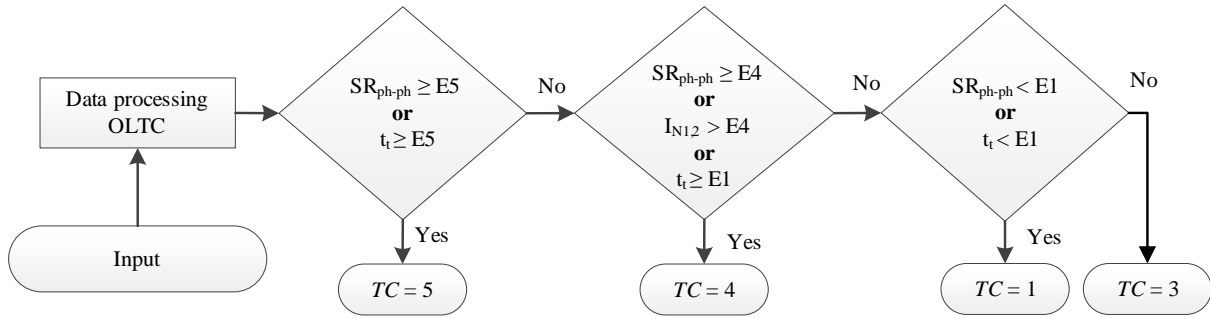 Input
Data processing
OLTC
SRph-ph ≥ E5
or
tt ≥ E5
Yes
TC = 5
No
SRph-ph ≥ E4
or
IN1,2 > E4
or
tt ≥ E1
Yes
TC = 4
No
SRph-ph < E1
or
tt < E1
Yes
TC = 1
No
TC = 3